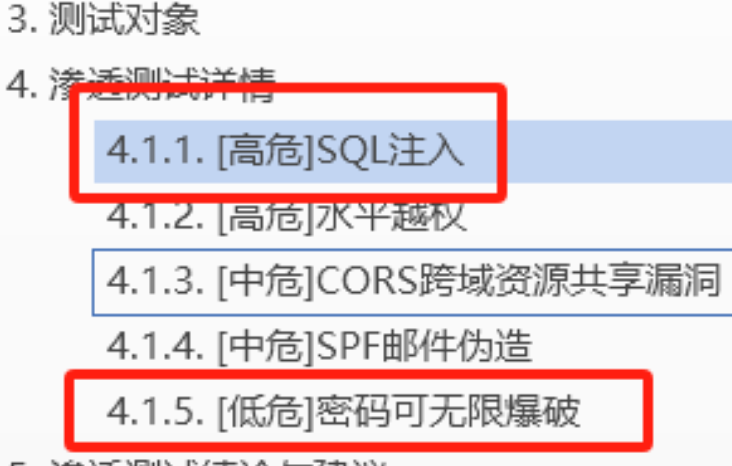 3. 测试对象
4. 渗透测试详情
4.1.1. [高危]SQL注入
4.1.2. [高危]水平越权
4.1.3. [中危]CORS跨域资源共享漏洞
4.1.4. [中危]SPF邮件伪造
4.1.5. [低危]密码可无限爆破